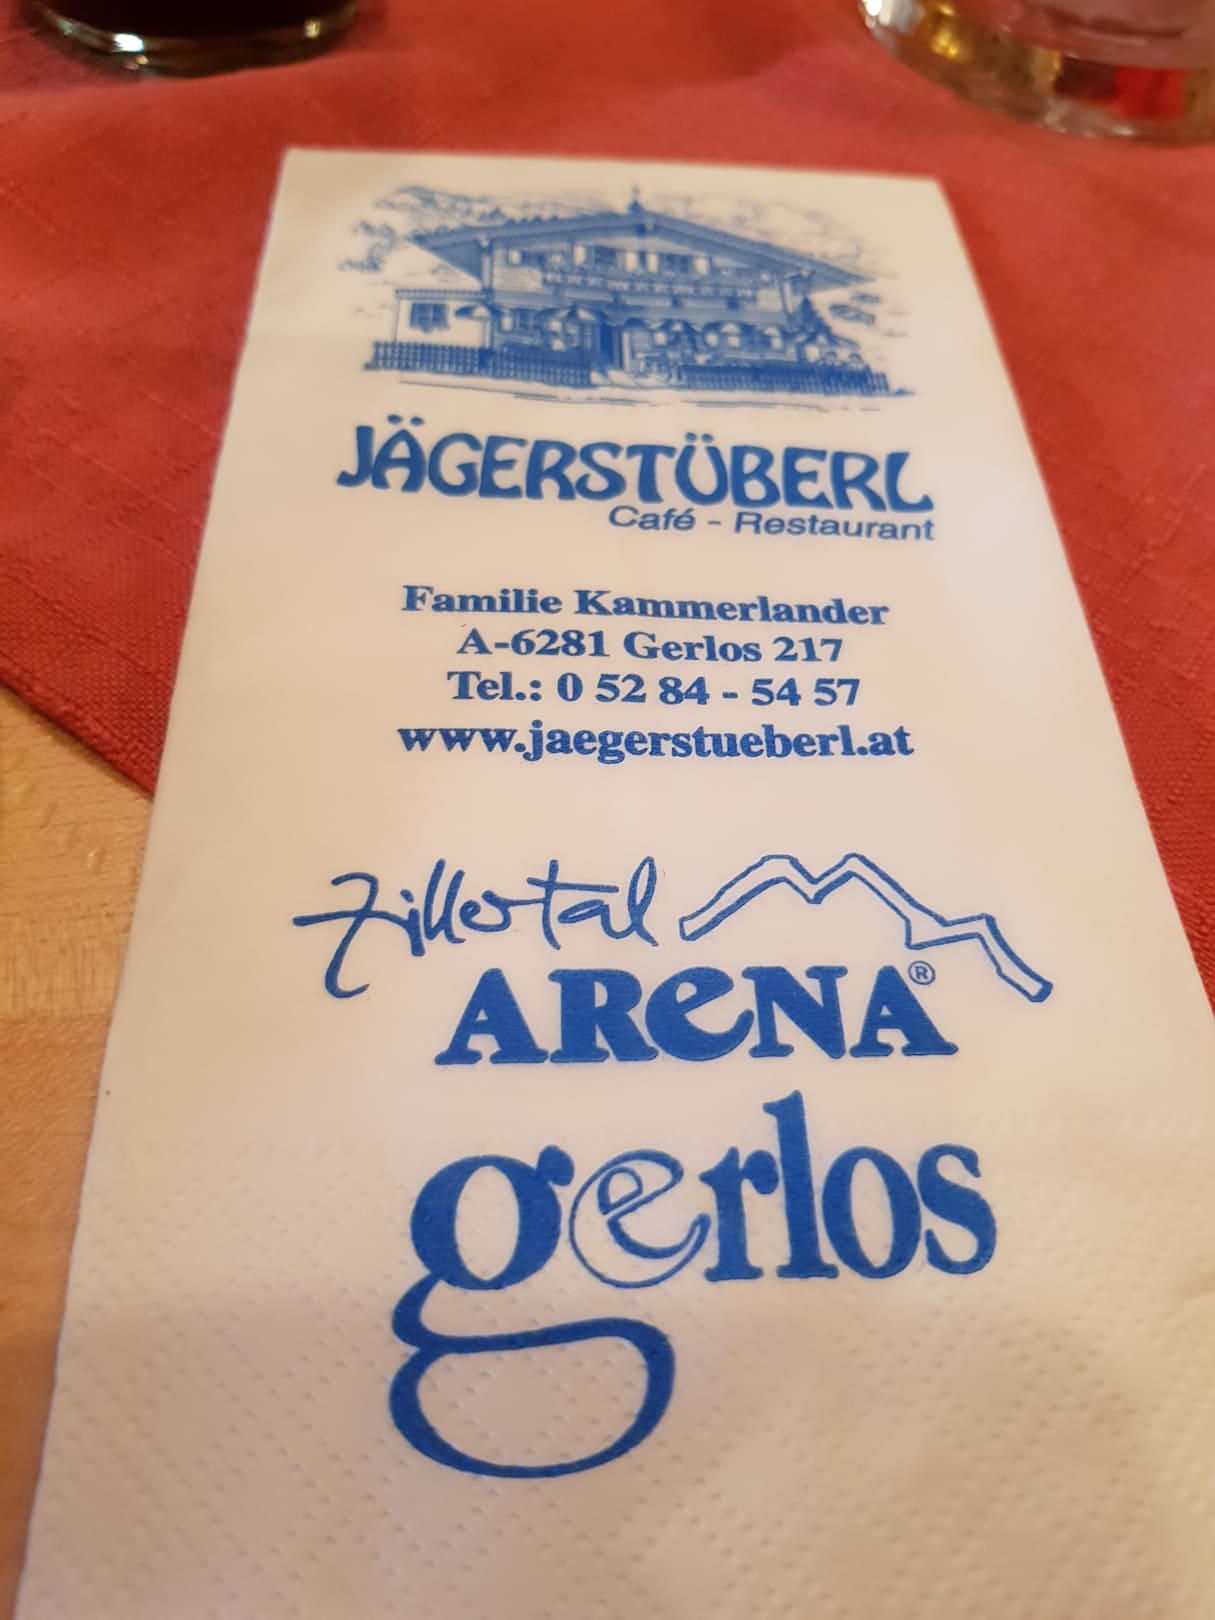 JÄGERSTÜBERL
Café - Restaurant
Familie Kammerlander
A-6281 Gerlos 217
Tel.: 0 52 84 - 54 57
www.jaegerstueberl.at
Zillertal
AReNA®
gerlos